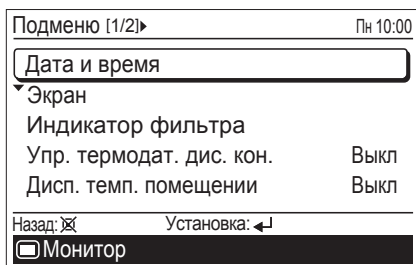 Подменю [1/2]▸ Пн 10:00
Дата и время
Экран
Индикатор фильтра
Упр. термодат. дис. кон. Выкл
Дисп. темп. помещении Выкл
Назад: Установка:
Монитор